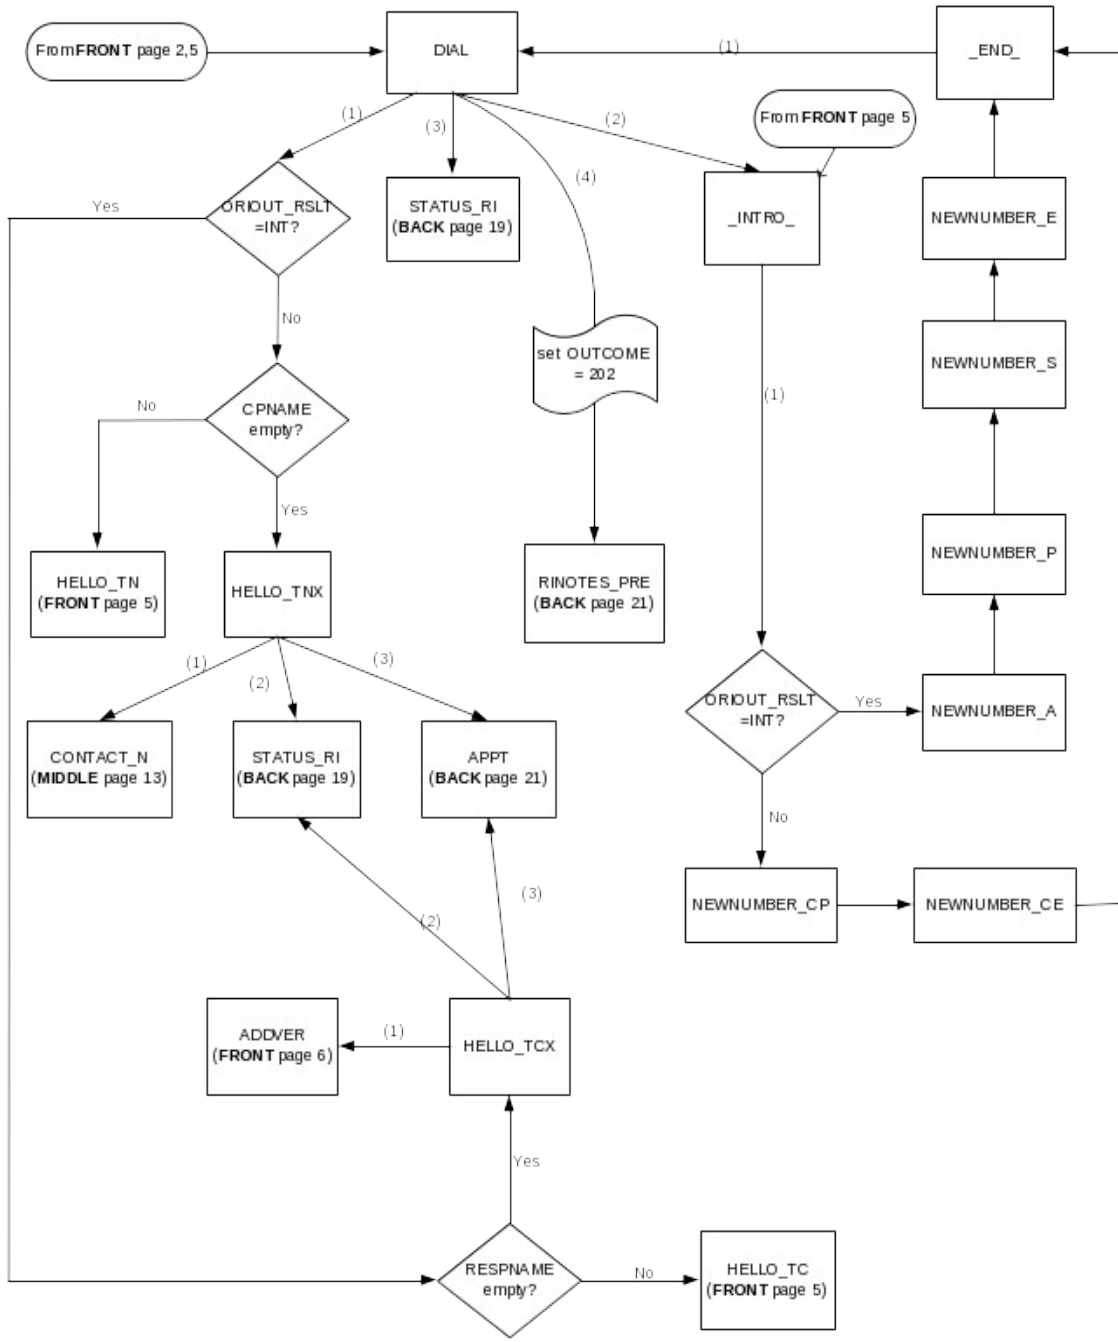 From FRONT page 2,5
DIAL
(1)
_END_
(1)
(3)
(2)
From FRONT page 5
(4)
Yes
ORIOUT_RSLT
=INT?
STATUS_RI
(BACK page 19)
_INTRO_
NEWNUMBER_E
No
set OUTCOME
= 202
NEWNUMBER_S
(1)
No
CPNAME
empty?
Yes
HELLO_TN
(FRONT page 5)
HELLO_TNX
RINOTES_PRE
(BACK page 21)
NEWNUMBER_P
(1)
(2)
(3)
ORIOUT_RSLT
=INT?
Yes
NEWNUMBER_A
CONTACT_N
(MIDDLE page 13)
STATUS_RI
(BACK page 19)
APPT
(BACK page 21)
No
(3)
(2)
NEWNUMBER_CP
NEWNUMBER_CE
ADDVER
(FRONT page 6)
(1)
HELLO_TCX
Yes
RESPNAME
empty?
No
HELLO_TC
(FRONT page 5)